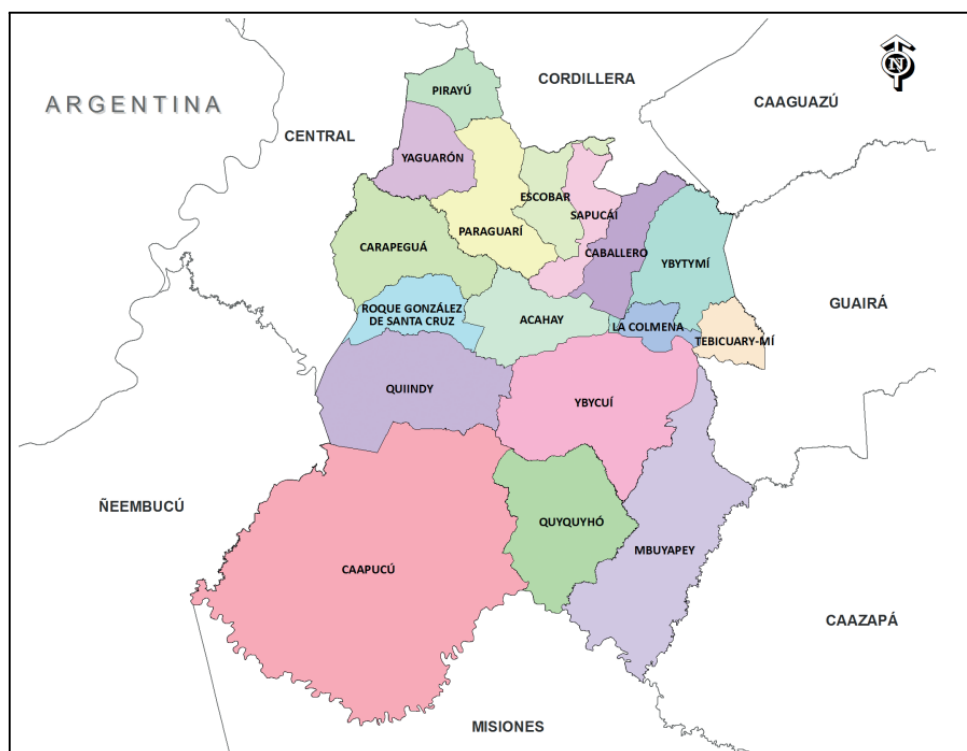 CORDILLERA
PIRAYÚ
ARGENTINA
CAAGUAZÚ
CENTRAL
YAGUARÓN
ESCOBAR
SAPUCÁI
PARAGUARÍ
CARAPEGUÁ
CABALLERO
YBYTYMÍ
GUAIRÁ
ROQUE GONZÁLEZ
DE SANTA CRUZ
ACAHAY
LA COLMENA
TEBICUARY-MÍ
QUIINDY
YBYCUÍ
ÑEEMBUCÚ
QUYQUYHÓ
MBUYAPEY
CAAPUCÚ
CAAZAPÁ
MISIONES
N